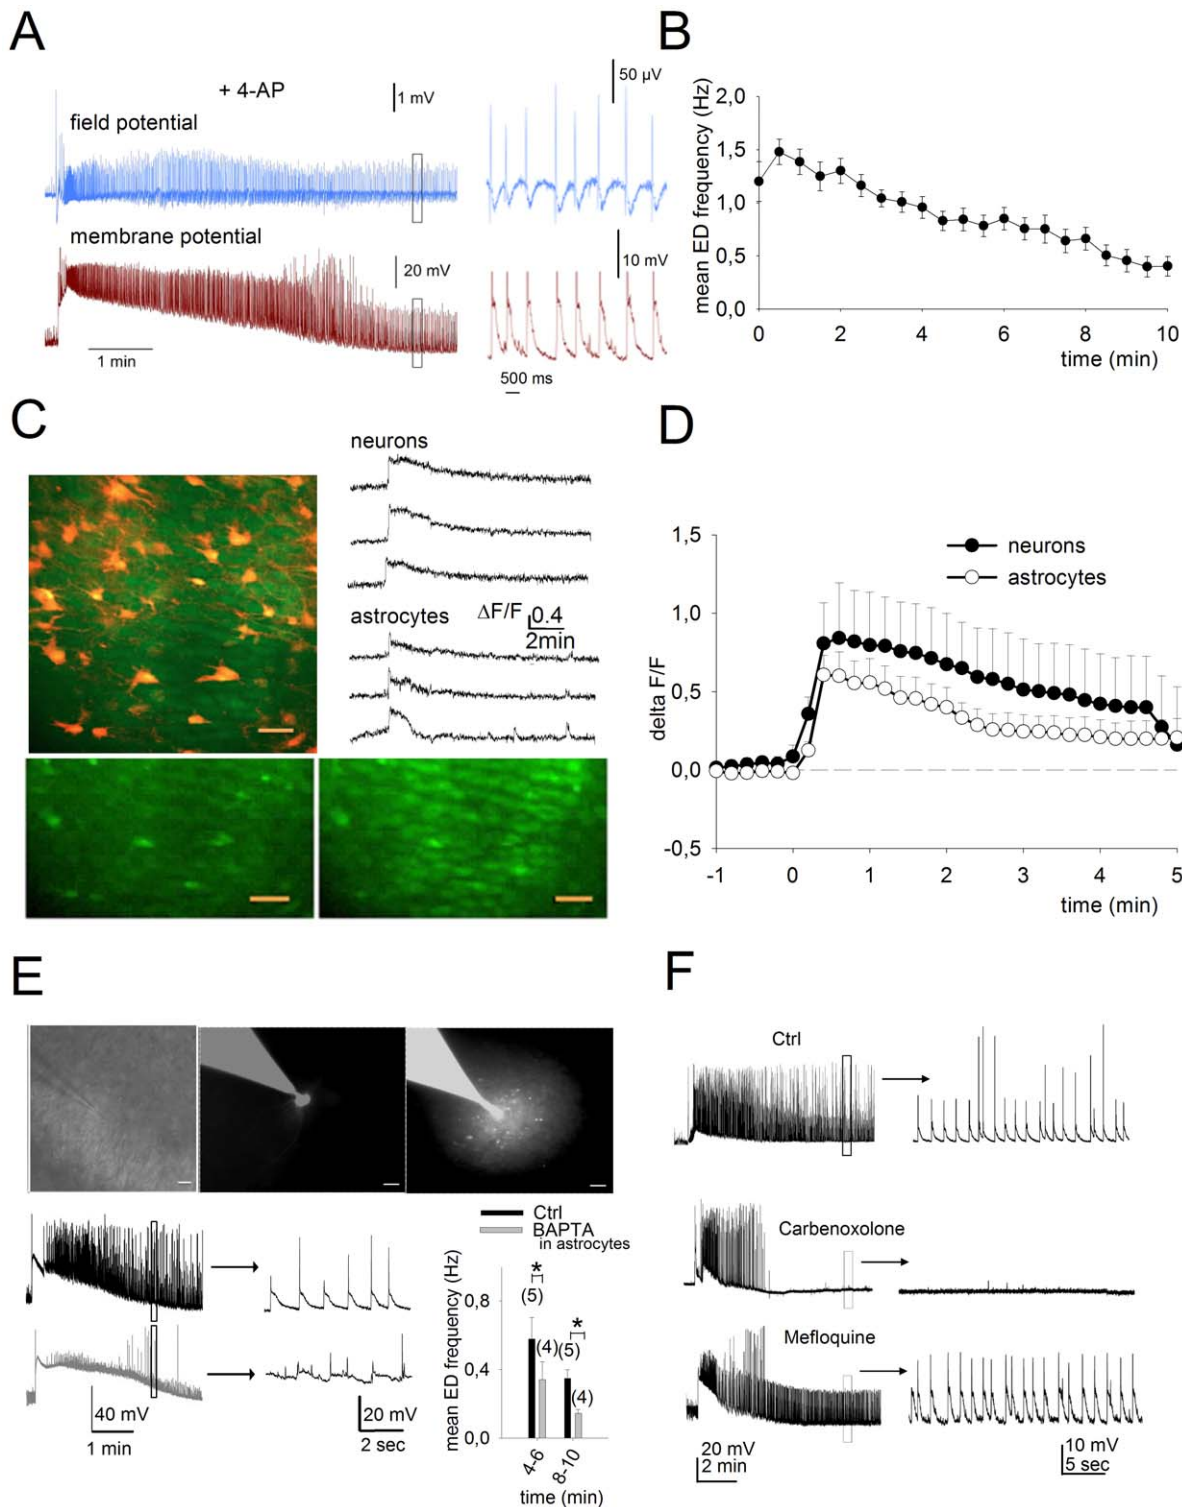 A
+ 4-AP
1 mV
50 µV
field potential
membrane potential
20 mV
10 mV
1 min
500 ms
B
mean ED frequency (Hz)
2,0
1,5
1,0
0,5
0,0
0 2 4 6 8 10
time (min)
C
neurons
astrocytes
ΔF/F
0.4
2min
D
delta F/F
1,5
1,0
0,5
0,0
-0,5
neurons
astrocytes
-1 0 1 2 3 4 5
time (min)
E
40 mV
1 min
20 mV
2 sec
Ctrl
BAPTA
in astrocytes
mean ED frequency (Hz)
0,8
0,4
0,0
*
(5)
(4)
*
(5)
(4)
4-6
8-10
time (min)
F
Ctrl
Carbenoxolone
Mefloquine
20 mV
2 min
10 mV
5 sec